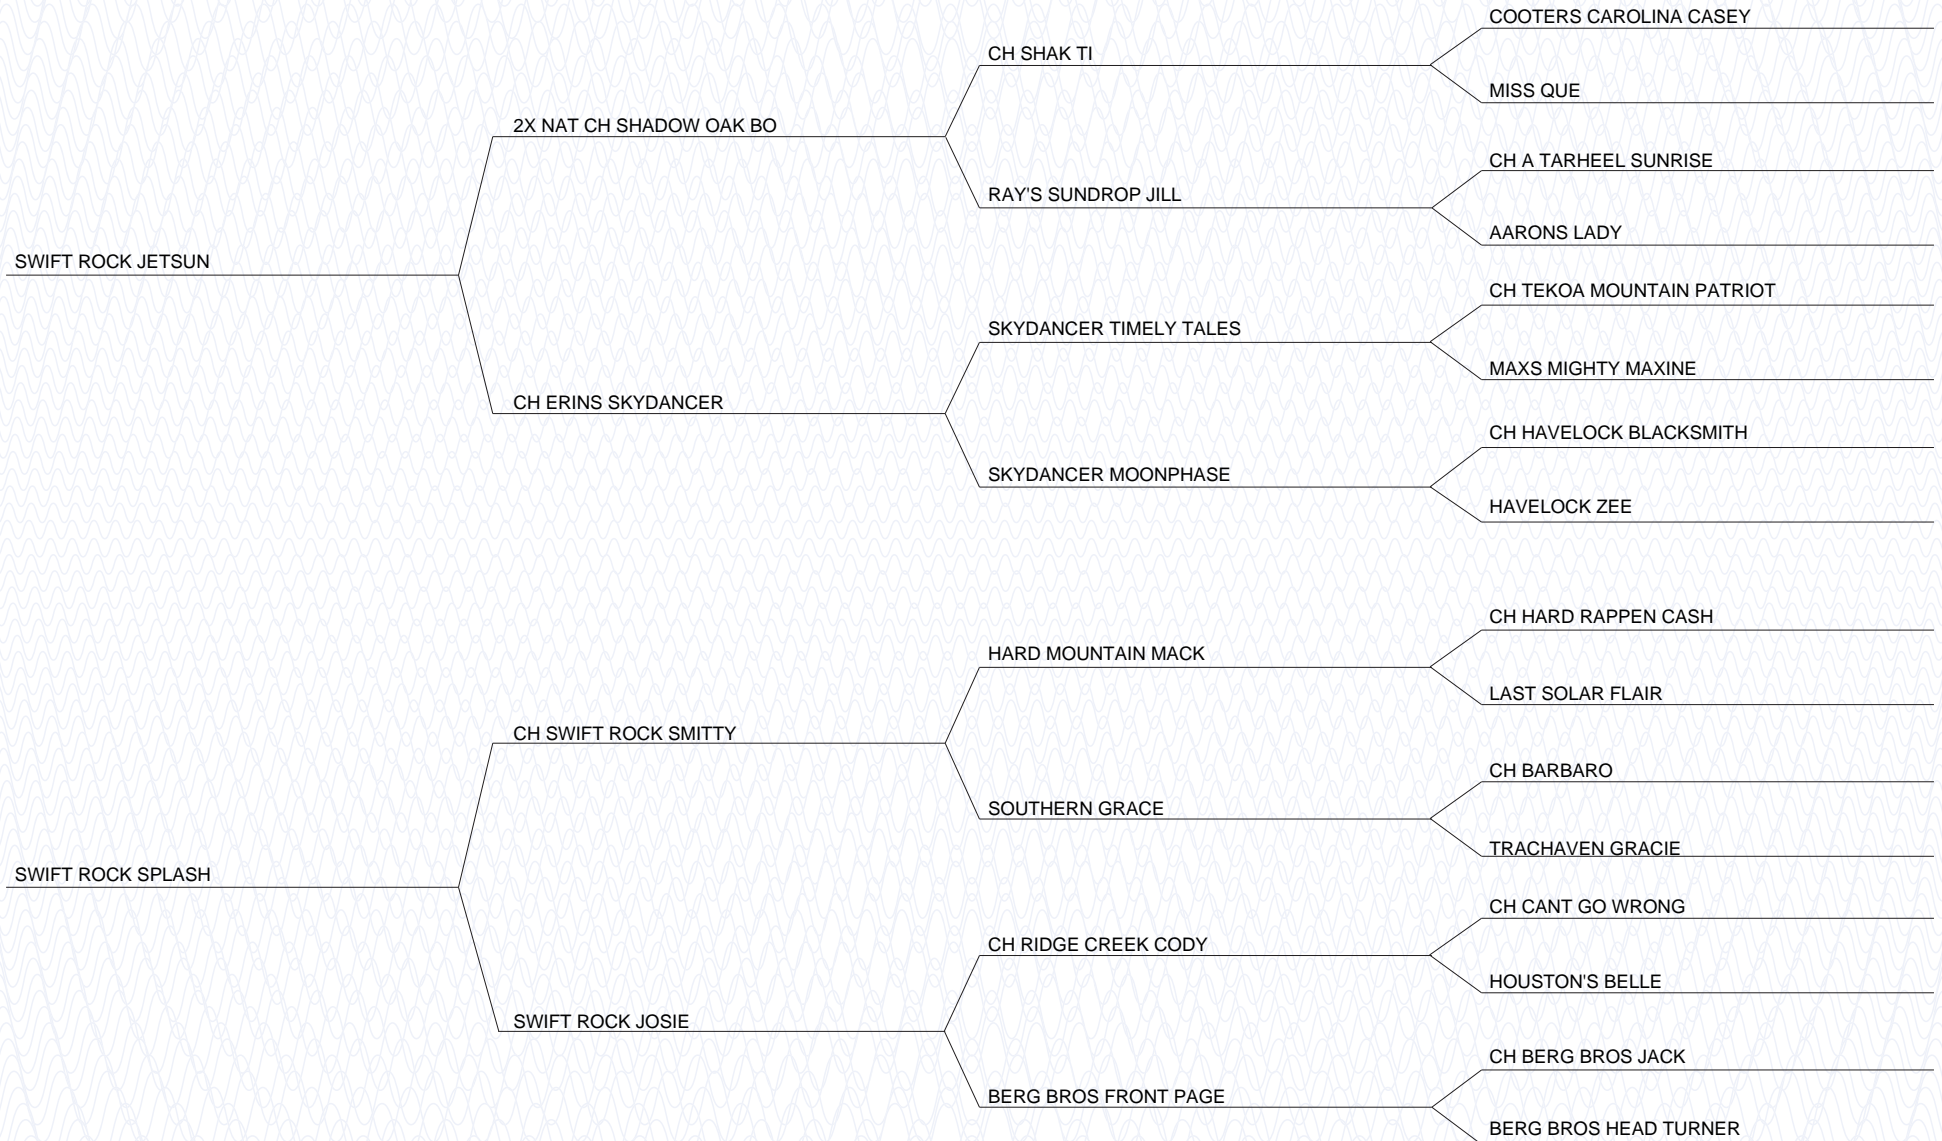 COOTERS CAROLINA CASEY
CH SHAK TI
MISS QUE
2X NAT CH SHADOW OAK BO
CH A TARHEEL SUNRISE
RAY'S SUNDROP JILL
AARONS LADY
SWIFT ROCK JETSUN
CH TEKOA MOUNTAIN PATRIOT
SKYDANCER TIMELY TALES
MAXS MIGHTY MAXINE
CH ERINS SKYDANCER
CH HAVELOCK BLACKSMITH
SKYDANCER MOONPHASE
HAVELOCK ZEE
CH HARD RAPPEN CASH
HARD MOUNTAIN MACK
LAST SOLAR FLAIR
CH SWIFT ROCK SMITTY
CH BARBARO
SOUTHERN GRACE
TRACHAVEN GRACIE
SWIFT ROCK SPLASH
CH CANT GO WRONG
CH RIDGE CREEK CODY
HOUSTON'S BELLE
SWIFT ROCK JOSIE
CH BERG BROS JACK
BERG BROS FRONT PAGE
BERG BROS HEAD TURNER